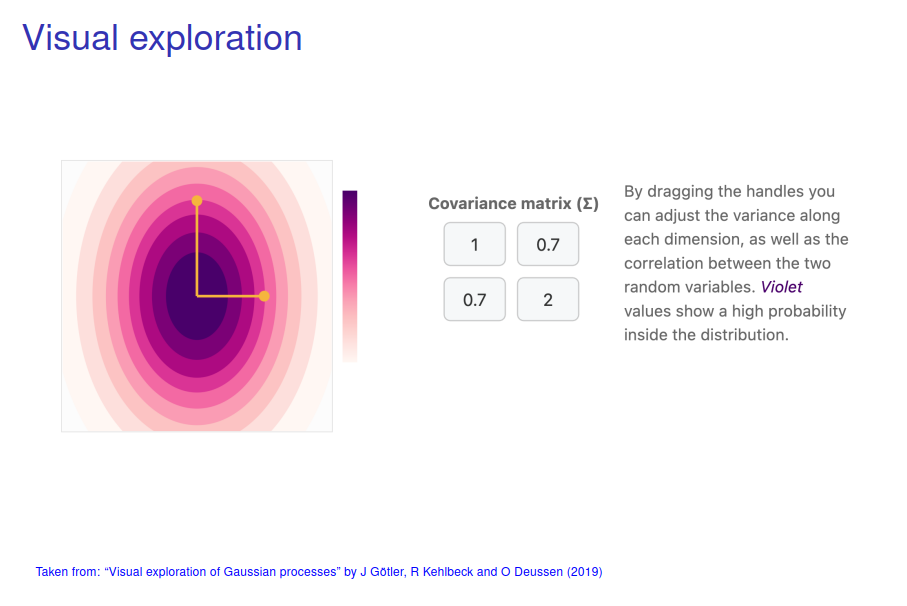 Visual exploration
Covariance matrix (Σ)
1 0.7
0.7 2
By dragging the handles you
can adjust the variance along
each dimension, as well as the
correlation between the two
random variables. Violet
values show a high probability
inside the distribution.
Taken from: “Visual exploration of Gaussian processes” by J Götler, R Kehlbeck and O Deussen (2019)